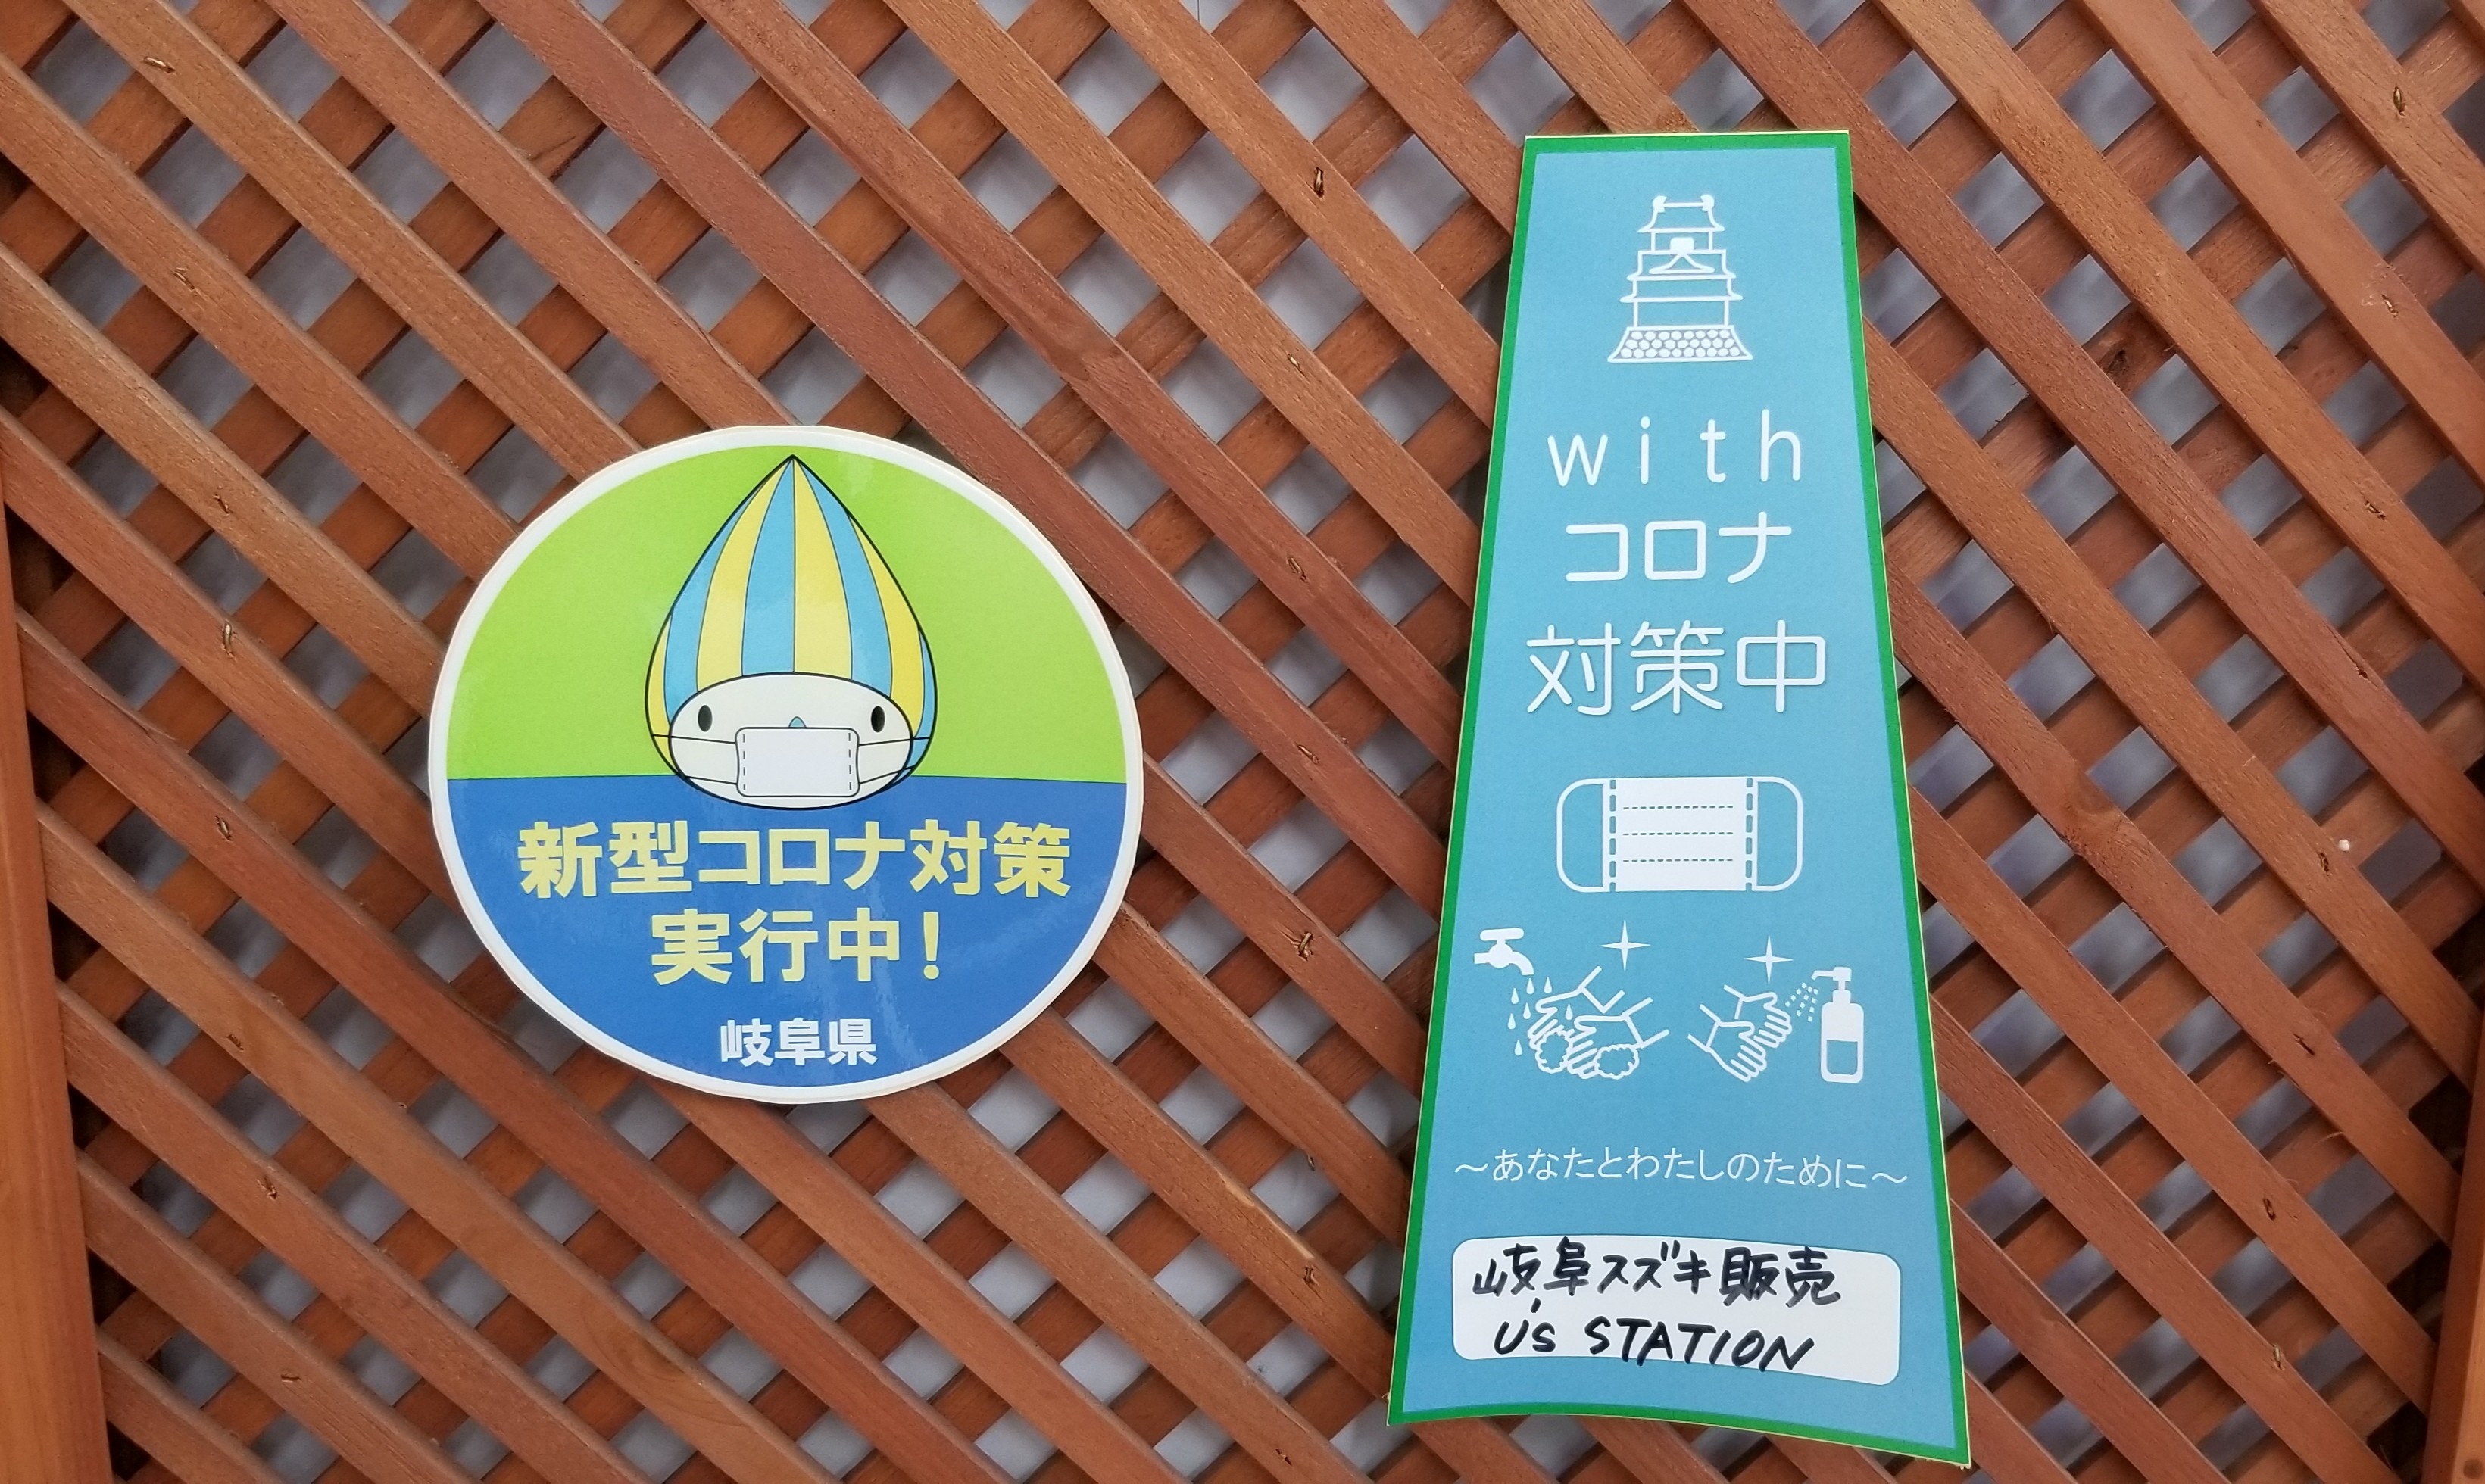 新型コロナ対策
実行中！
岐阜県
with
コロナ
対策中
～あなたとわたしのために～
岐阜スズキ販売
U's STATION